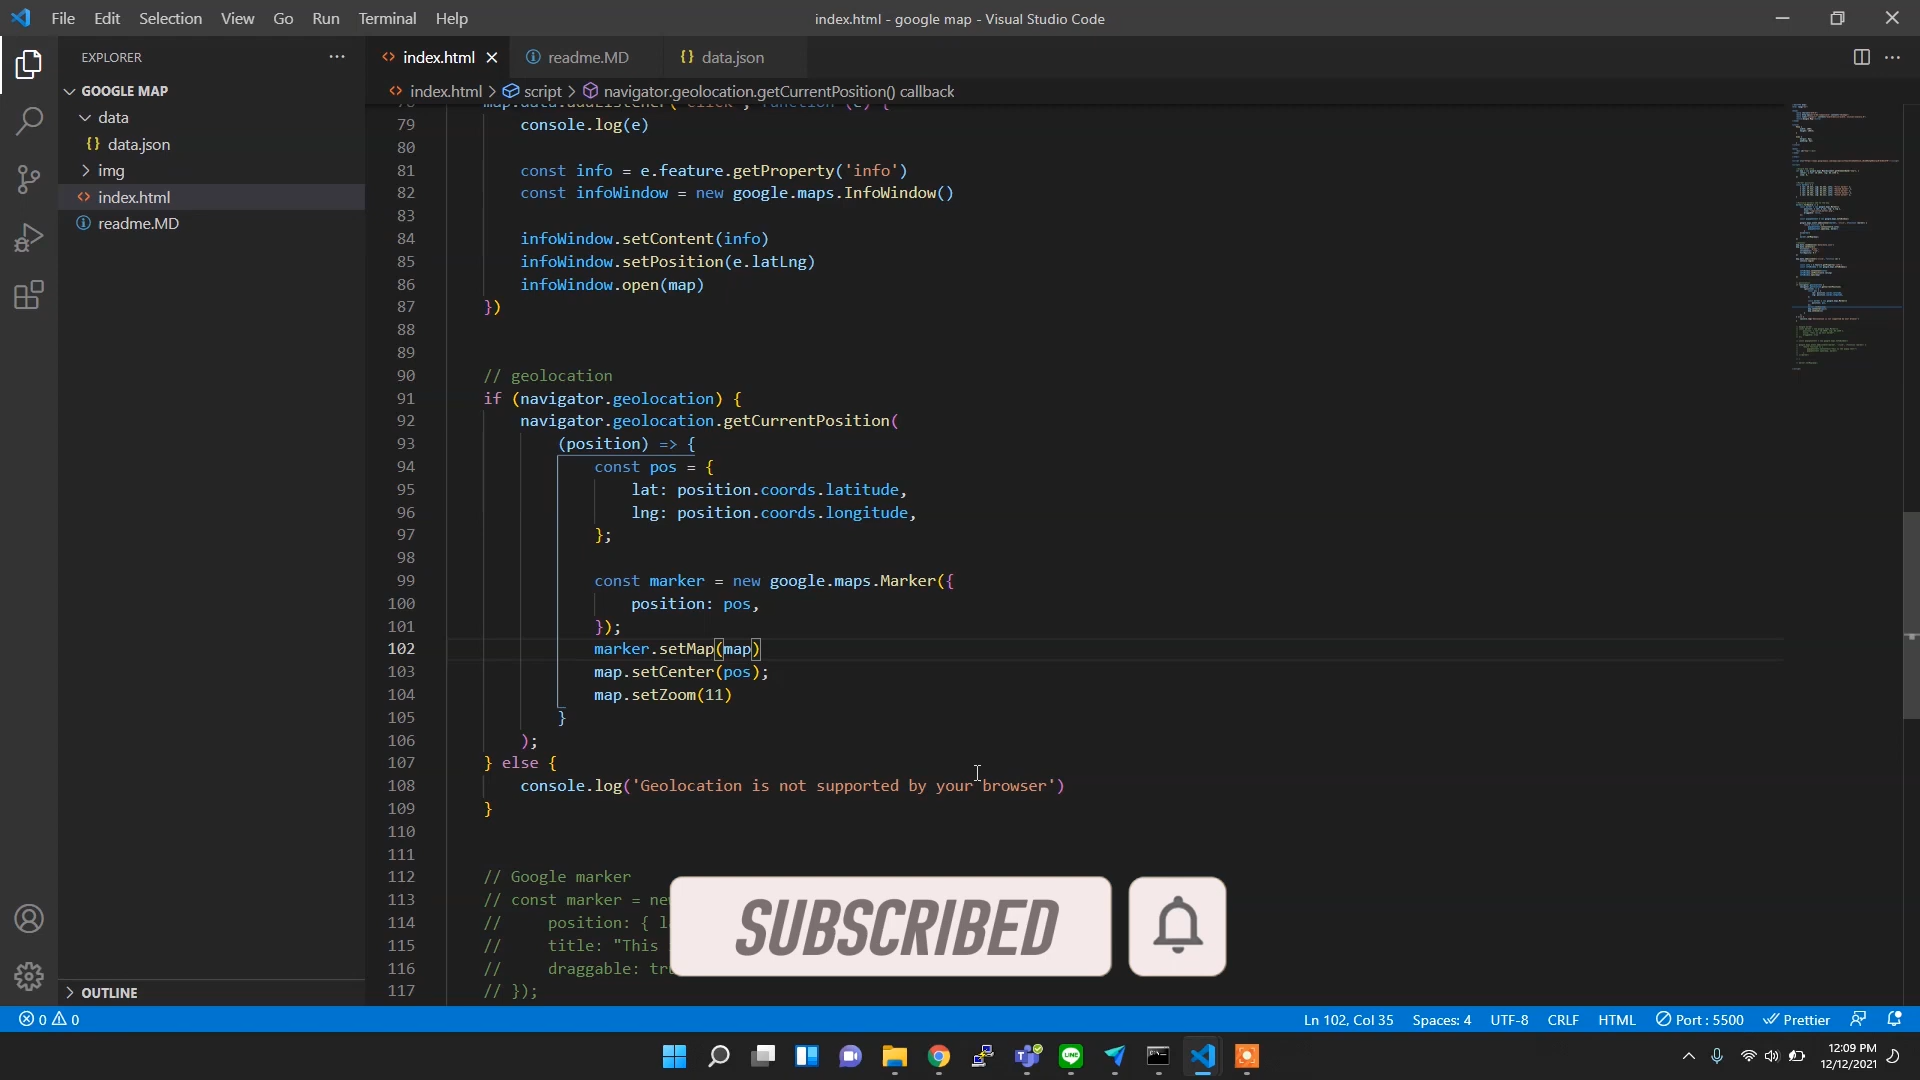 File Edit Selection View Go Run Terminal Help
index.html - google map - Visual Studio Code
EXPLORER
GOOGLE MAP
data
{} data.json
img
<> index.html
readme.MD
OUTLINE
<> index.html
readme.MD
{} data.json
<> index.html > script > navigator.geolocation.getCurrentPosition() callback
79 console.log(e)
80
81 const info = e.feature.getProperty('info')
82 const infoWindow = new google.maps.InfoWindow()
83
84 infoWindow.setContent(info)
85 infoWindow.setPosition(e.latLng)
86 infoWindow.open(map)
87 })
88
89
90 // geolocation
91 if (navigator.geolocation) {
92 navigator.geolocation.getCurrentPosition(
93 (position) => {
94 const pos = {
95 lat: position.coords.latitude,
96 lng: position.coords.longitude,
97 };
98
99 const marker = new google.maps.Marker({
100 position: pos,
101 });
102 marker.setMap(map)
103 map.setCenter(pos);
104 map.setZoom(11)
105 }
106 );
107 } else {
108 console.log('Geolocation is not supported by your browser')
109 }
110
111
112 // Google marker
113 // const marker =
114 // position: {
115 // title: "This
116 // draggable:
117 // });
SUBSCRIBED
0 0
Ln 102, Col 35 Spaces: 4 UTF-8 CRLF HTML Port : 5500 Prettier
12:09 PM
12/12/2021